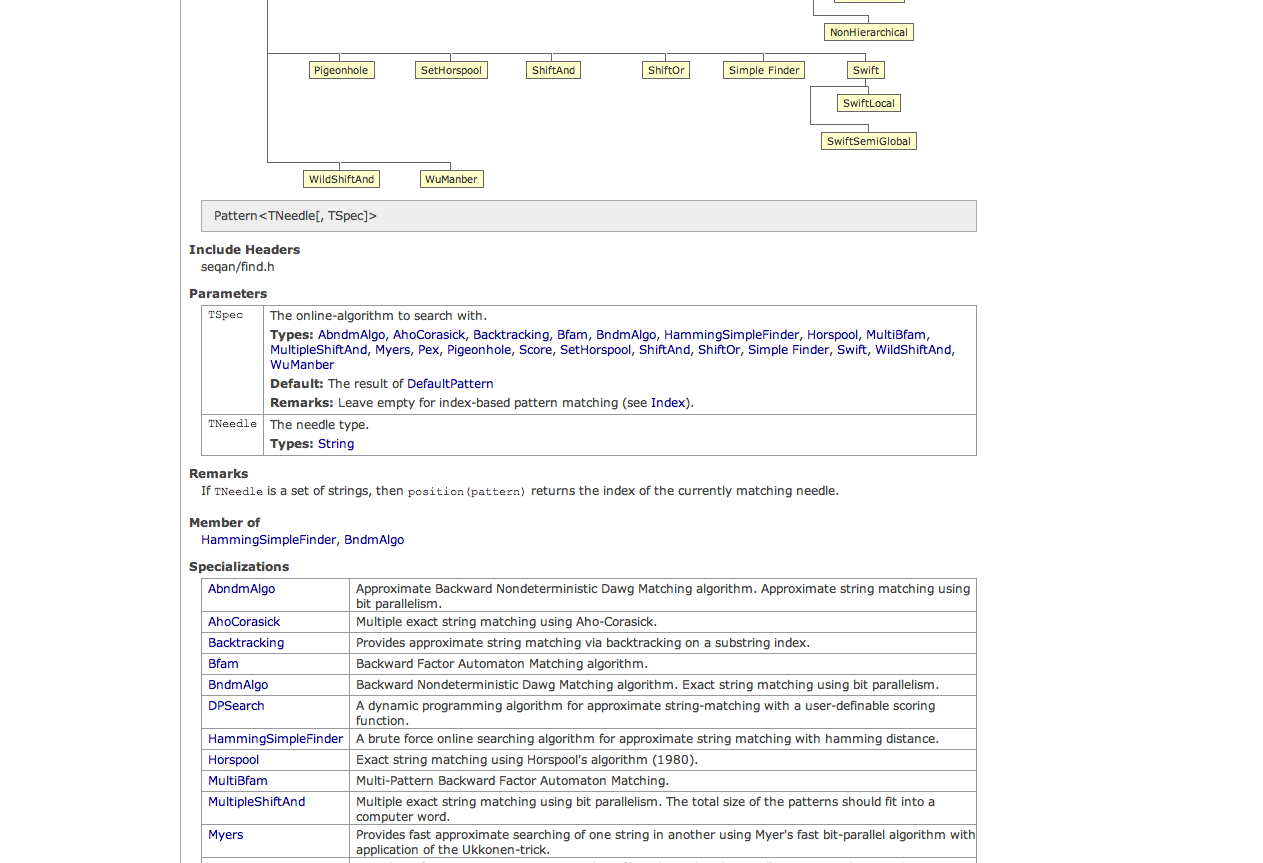 NonHierarchical
Pigeonhole SetHorspool ShiftAnd ShiftOr Simple Finder Swift
SwiftLocal
SwiftSemiGlobal
WildShiftAnd WuManber
Pattern<TNeedle[, TSpec]>
Include Headers
seqan/find.h
Parameters
TSpec The online-algorithm to search with.
Types: AbndmAlgo, AhoCorasick, Backtracking, Bfam, BndmAlgo, HammingSimpleFinder, Horspool, MultiBfam,
MultipleShiftAnd, Myers, Pex, Pigeonhole, Score, SetHorspool, ShiftAnd, ShiftOr, Simple Finder, Swift, WildShiftAnd,
WuManber
Default: The result of DefaultPattern
Remarks: Leave empty for index-based pattern matching (see Index).
TNeedle The needle type.
Types: String
Remarks
If TNeedle is a set of strings, then position(pattern) returns the index of the currently matching needle.
Member of
HammingSimpleFinder, BndmAlgo
Specializations
AbndmAlgo Approximate Backward Nondeterministic Dawg Matching algorithm. Approximate string matching using
bit parallelism.
AhoCorasick Multiple exact string matching using Aho-Corasick.
Backtracking Provides approximate string matching via backtracking on a substring index.
Bfam Backward Factor Automaton Matching algorithm.
BndmAlgo Backward Nondeterministic Dawg Matching algorithm. Exact string matching using bit parallelism.
DPSearch A dynamic programming algorithm for approximate string-matching with a user-definable scoring
function.
HammingSimpleFinder A brute force online searching algorithm for approximate string matching with hamming distance.
Horspool Exact string matching using Horspool's algorithm (1980).
MultiBfam Multi-Pattern Backward Factor Automaton Matching.
MultipleShiftAnd Multiple exact string matching using bit parallelism. The total size of the patterns should fit into a
computer word.
Myers Provides fast approximate searching of one string in another using Myer's fast bit-parallel algorithm with
application of the Ukkonen-trick.